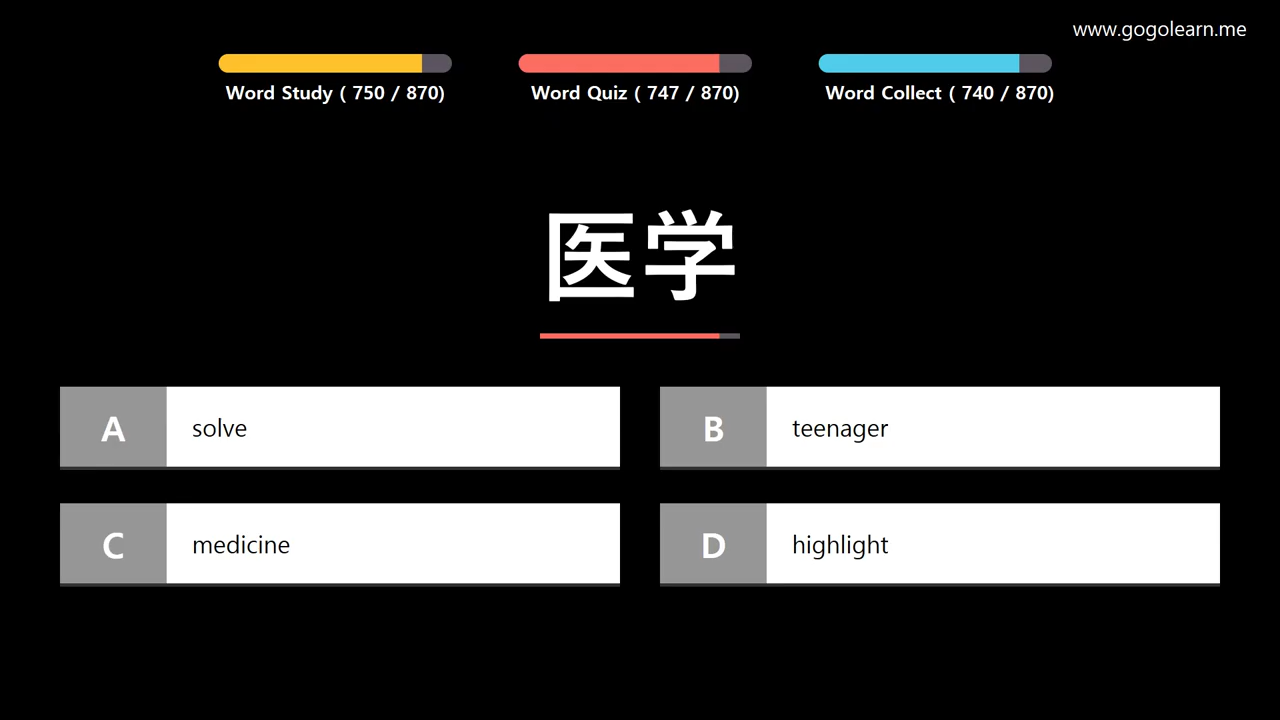 www.gogolearn.me
Word Study ( 750 / 870)
Word Quiz ( 747 / 870)
Word Collect ( 740 / 870)
医学
A solve
B teenager
C medicine
D highlight